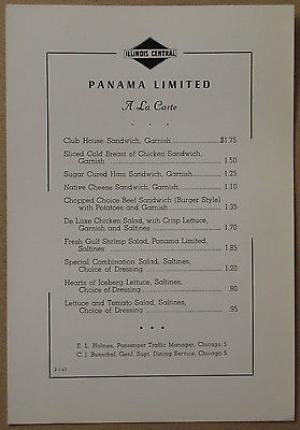 ILLINOIS CENTRAL
PANAMA LIMITED
A La Carte
Club House Sandwich, Garnish $1.75
Sliced Cold Breast of Chicken Sandwich,
Garnish 1.50
Sugar Cured Ham Sandwich, Garnish 1.25
Native Cheese Sandwich, Garnish 1.10
Chopped Choice Beef Sandwich (Burger Style)
with Potatoes and Garnish 1.35
De Luxe Chicken Salad, with Crisp Lettuce,
Garnish and Saltines 1.70
Fresh Gulf Shrimp Salad, Panama Limited,
Saltines 1.85
Special Combination Salad, Saltines,
Choice of Dressing 1.20
Hearts of Iceberg Lettuce, Saltines,
Choice of Dressing .80
Lettuce and Tomato Salad, Saltines,
Choice of Dressing .95
E. L. Holmes, Passenger Traffic Manager, Chicago 5
C. J. Buescher, Genl. Supt. Dining Service, Chicago 5